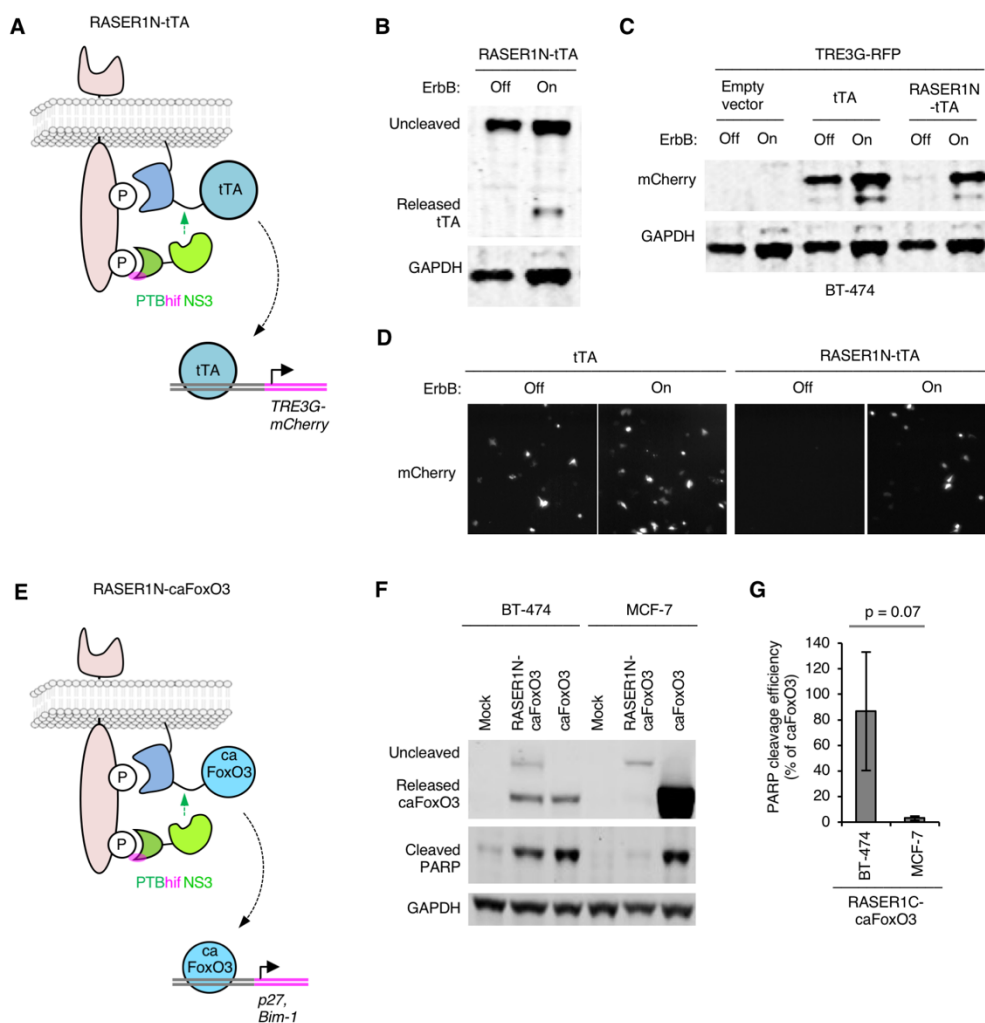 A
RASER1N-tTA
P
tTA
P
PTBhif NS3
tTA
TRE3G-
mCherry
B
RASER1N-tTA
ErbB: Off On
Uncleaved
Released
tTA
GAPDH
C
TRE3G-RFP
Empty
vector
tTA
RASER1N
-tTA
ErbB: Off On Off On Off On
mCherry
GAPDH
BT-474
D
tTA RASER1N-tTA
ErbB: Off On Off On
mCherry
E
RASER1N-caFoxO3
P
ca
FoxO3
P
PTBhif NS3
ca
FoxO3
p27,
Bim-1
F
BT-474 MCF-7
Mock
RASER1N-
caFoxO3
caFoxO3
Mock
RASER1N-
caFoxO3
caFoxO3
Uncleaved
Released
caFoxO3
Cleaved
PARP
GAPDH
G
p = 0.07
PARP cleavage efficiency
(% of caFoxO3)
140
120
100
80
60
40
20
0
BT-474
MCF-7
RASER1C-
caFoxO3